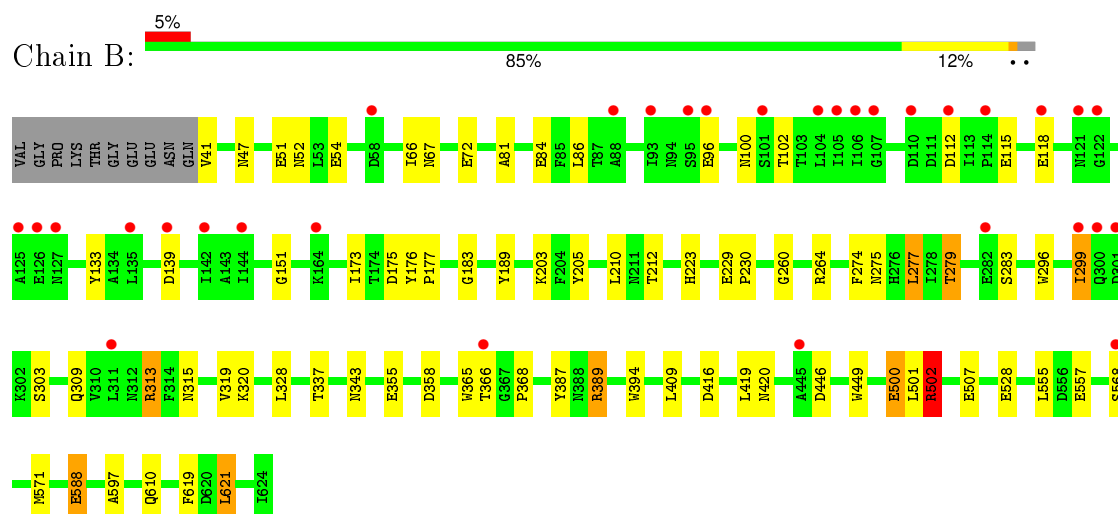 5%
Chain B:
85%
12%
VAL GLY PRO LYS THR GLY GLU GLU ASN GLN V41 N47 E51 N52 L53 E54 D58 I66 N67 E72 A81 E84 F85 L86 T87 A88 I93 N94 S95 E96 N100 S101 T102 T103 L104 I105 I106 G107 D110 D111 D112 I113 P114 E115 E118 N121 G122
A125 E126 N127 Y133 A134 L135 D139 I142 A143 I144 G151 K164 I173 T174 D175 Y176 P177 G183 Y189 K203 F204 Y205 L210 N211 T212 H223 E229 P230 G260 R264 F274 N275 H276 L277 I278 T279 E282 S283 W296 I299 Q300
K302 S303 Q309 V310 L311 N312 R313 F314 N315 V319 K320 L328 T337 N343 E355 D358 W365 T366 G367 P368 Y387 N388 R389 W394 L409 D416 L419 N420 A445 D446 W449 E500 L501 R502 E507 E528 L555 D556 E557 S568
M571 E588 A597 Q610 F619 D620 L621 I624